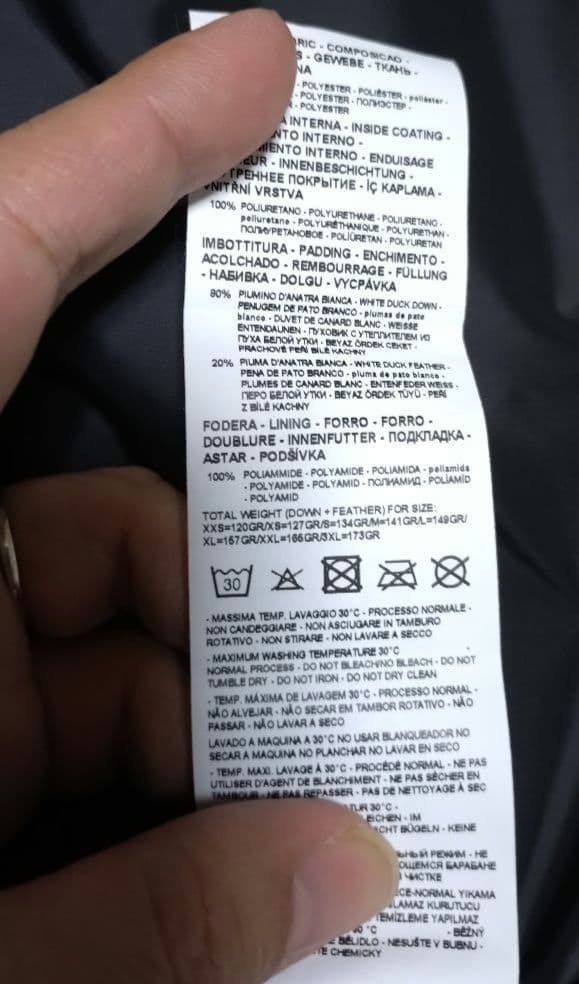 RIC - COMPOSICAO -
S - GEWEBE - ТКАНЬ -
NA
- POLYESTER - POLIÉSTER - poliéster -
- POLYESTER - ПОЛИЭСТЕР -
- POLYESTER
A INTERNA - INSIDE COATING -
NTO INTERNO -
MIENTO INTERNO - ENDUISAGE
EUR - INNENBESCHICHTUNG -
ТРЕННЕЕ ПОКРЫТИЕ - İÇ KAPLAMA -
VNITŘNÍ VRSTVA
100% POLIURETANO - POLYURETHANE - POLIURETANO -
poliuretano - POLYURÉTHANIQUE - POLYURETHAN -
ПОЛИУРЕТАНОВОЕ - POLIÜRETAN - POLYURETAN
IMBOTTITURA - PADDING - ENCHIMENTO -
ACOLCHADO - REMBOURRAGE - FÜLLUNG
- НАБИВКА - DOLGU - VYCPÁVKA
80% PIUMINO D'ANATRA BIANCA - WHITE DUCK DOWN -
PENUGEM DE PATO BRANCO - plumas de pato
blanco - DUVET DE CANARD BLANC - WEISSE
ENTENDAUNEN - ПУХОВИК С УТЕПЛИТЕЛЕМ ИЗ
ПУХА БЕЛОЙ УТКИ - BEYAZ ÖRDEK CEKET -
PRACHOVÉ PEŘÍ BÍLÉ KACHNY
20% PIUMA D'ANATRA BIANCA - WHITE DUCK FEATHER -
PENA DE PATO BRANCO - pluma de pato blanco -
PLUMES DE CANARD BLANC - ENTENFEDER WEISS -
ПЕРО БЕЛОЙ УТКИ - BEYAZ ÖRDEK TÜYÜ - PEŘÍ
Z BÍLÉ KACHNY
FODERA - LINING - FORRO - FORRO -
DOUBLURE - INNENFUTTER - ПОДКЛАДКА -
ASTAR - PODŠÍVKA
100% POLIAMMIDE - POLYAMIDE - POLIAMIDA - poliamida
- POLYAMIDE - POLYAMID - ПОЛИАМИД - POLİAMİD
- POLYAMID
TOTAL WEIGHT (DOWN + FEATHER) FOR SIZE:
XXS=120GR/XS=127GR/S=134GR/M=141GR/L=149GR/
XL=157GR/XXL=165GR/3XL=173GR
30
- MASSIMA TEMP. LAVAGGIO 30°C - PROCESSO NORMALE -
NON CANDEGGIARE - NON ASCIUGARE IN TAMBURO
ROTATIVO - NON STIRARE - NON LAVARE A SECCO
- MAXIMUM WASHING TEMPERATURE 30°C
NORMAL PROCESS - DO NOT BLEACH/NO BLEACH - DO NOT
TUMBLE DRY - DO NOT IRON - DO NOT DRY CLEAN
- TEMP. MÁXIMA DE LAVAGEM 30°C - PROCESSO NORMAL -
NÃO ALVEJAR - NÃO SECAR EM TAMBOR ROTATIVO - NÃO
PASSAR - NÃO LAVAR A SECO
LAVADO A MAQUINA A 30°C NO USAR BLANQUEADOR NO
SECAR A MAQUINA NO PLANCHAR NO LAVAR EN SECO
- TEMP. MAXI. LAVAGE À 30°C - PROCÉDÉ NORMAL - NE PAS
UTILISER D'AGENT DE BLANCHIMENT - NE PAS SÉCHER EN
TAMBOUR - NE PAS REPASSER - PAS DE NETTOYAGE À SEC
TUR 30°C -
EICHEN - IM
CHT BÜGELN - KEINE
ЬНЫЙ РЕЖИМ - НЕ
ЮЩЕМСЯ БАРАБАНЕ
ЧИСТКЕ
CE-NORMAL YIKAMA
LAMAZ KURUTUCU
TEMİZLEME YAPILMAZ
°C - BĚŽNÝ
BĚLIDLO - NESUŠTE V BUBNU -
TE CHEMICKY